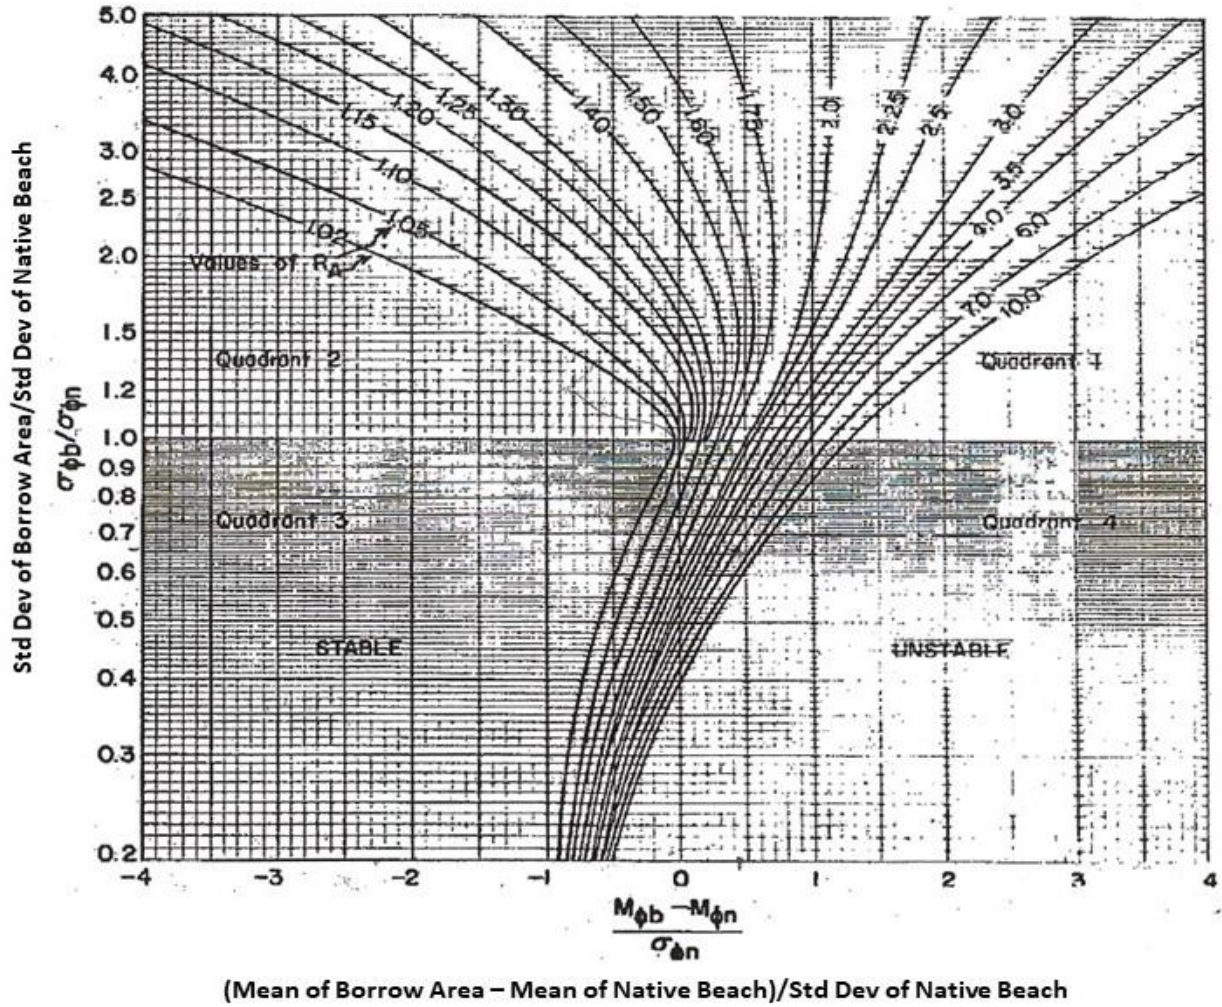 5.0
4.0
3.0
2.5
2.0
1.5
1.2
1.0
0.9
0.8
0.7
0.6
0.5
0.4
0.3
0.2
Std Dev of Borrow Area/Std Dev of Native Beach
σϕb/σϕn
1.02
1.05
1.10
1.15
1.20
1.25
1.30
1.40
1.50
1.60
1.75
2.0
2.25
2.5
3.0
3.5
4.0
5.0
7.0
10.0
Values of RA
Quadrant 2
Quadrant 1
Quadrant 3
Quadrant 4
STABLE
UNSTABLE
-4 -3 -2 -1 0 1 2 3 4
Mϕb – Mϕn
σϕn
(Mean of Borrow Area – Mean of Native Beach)/Std Dev of Native Beach